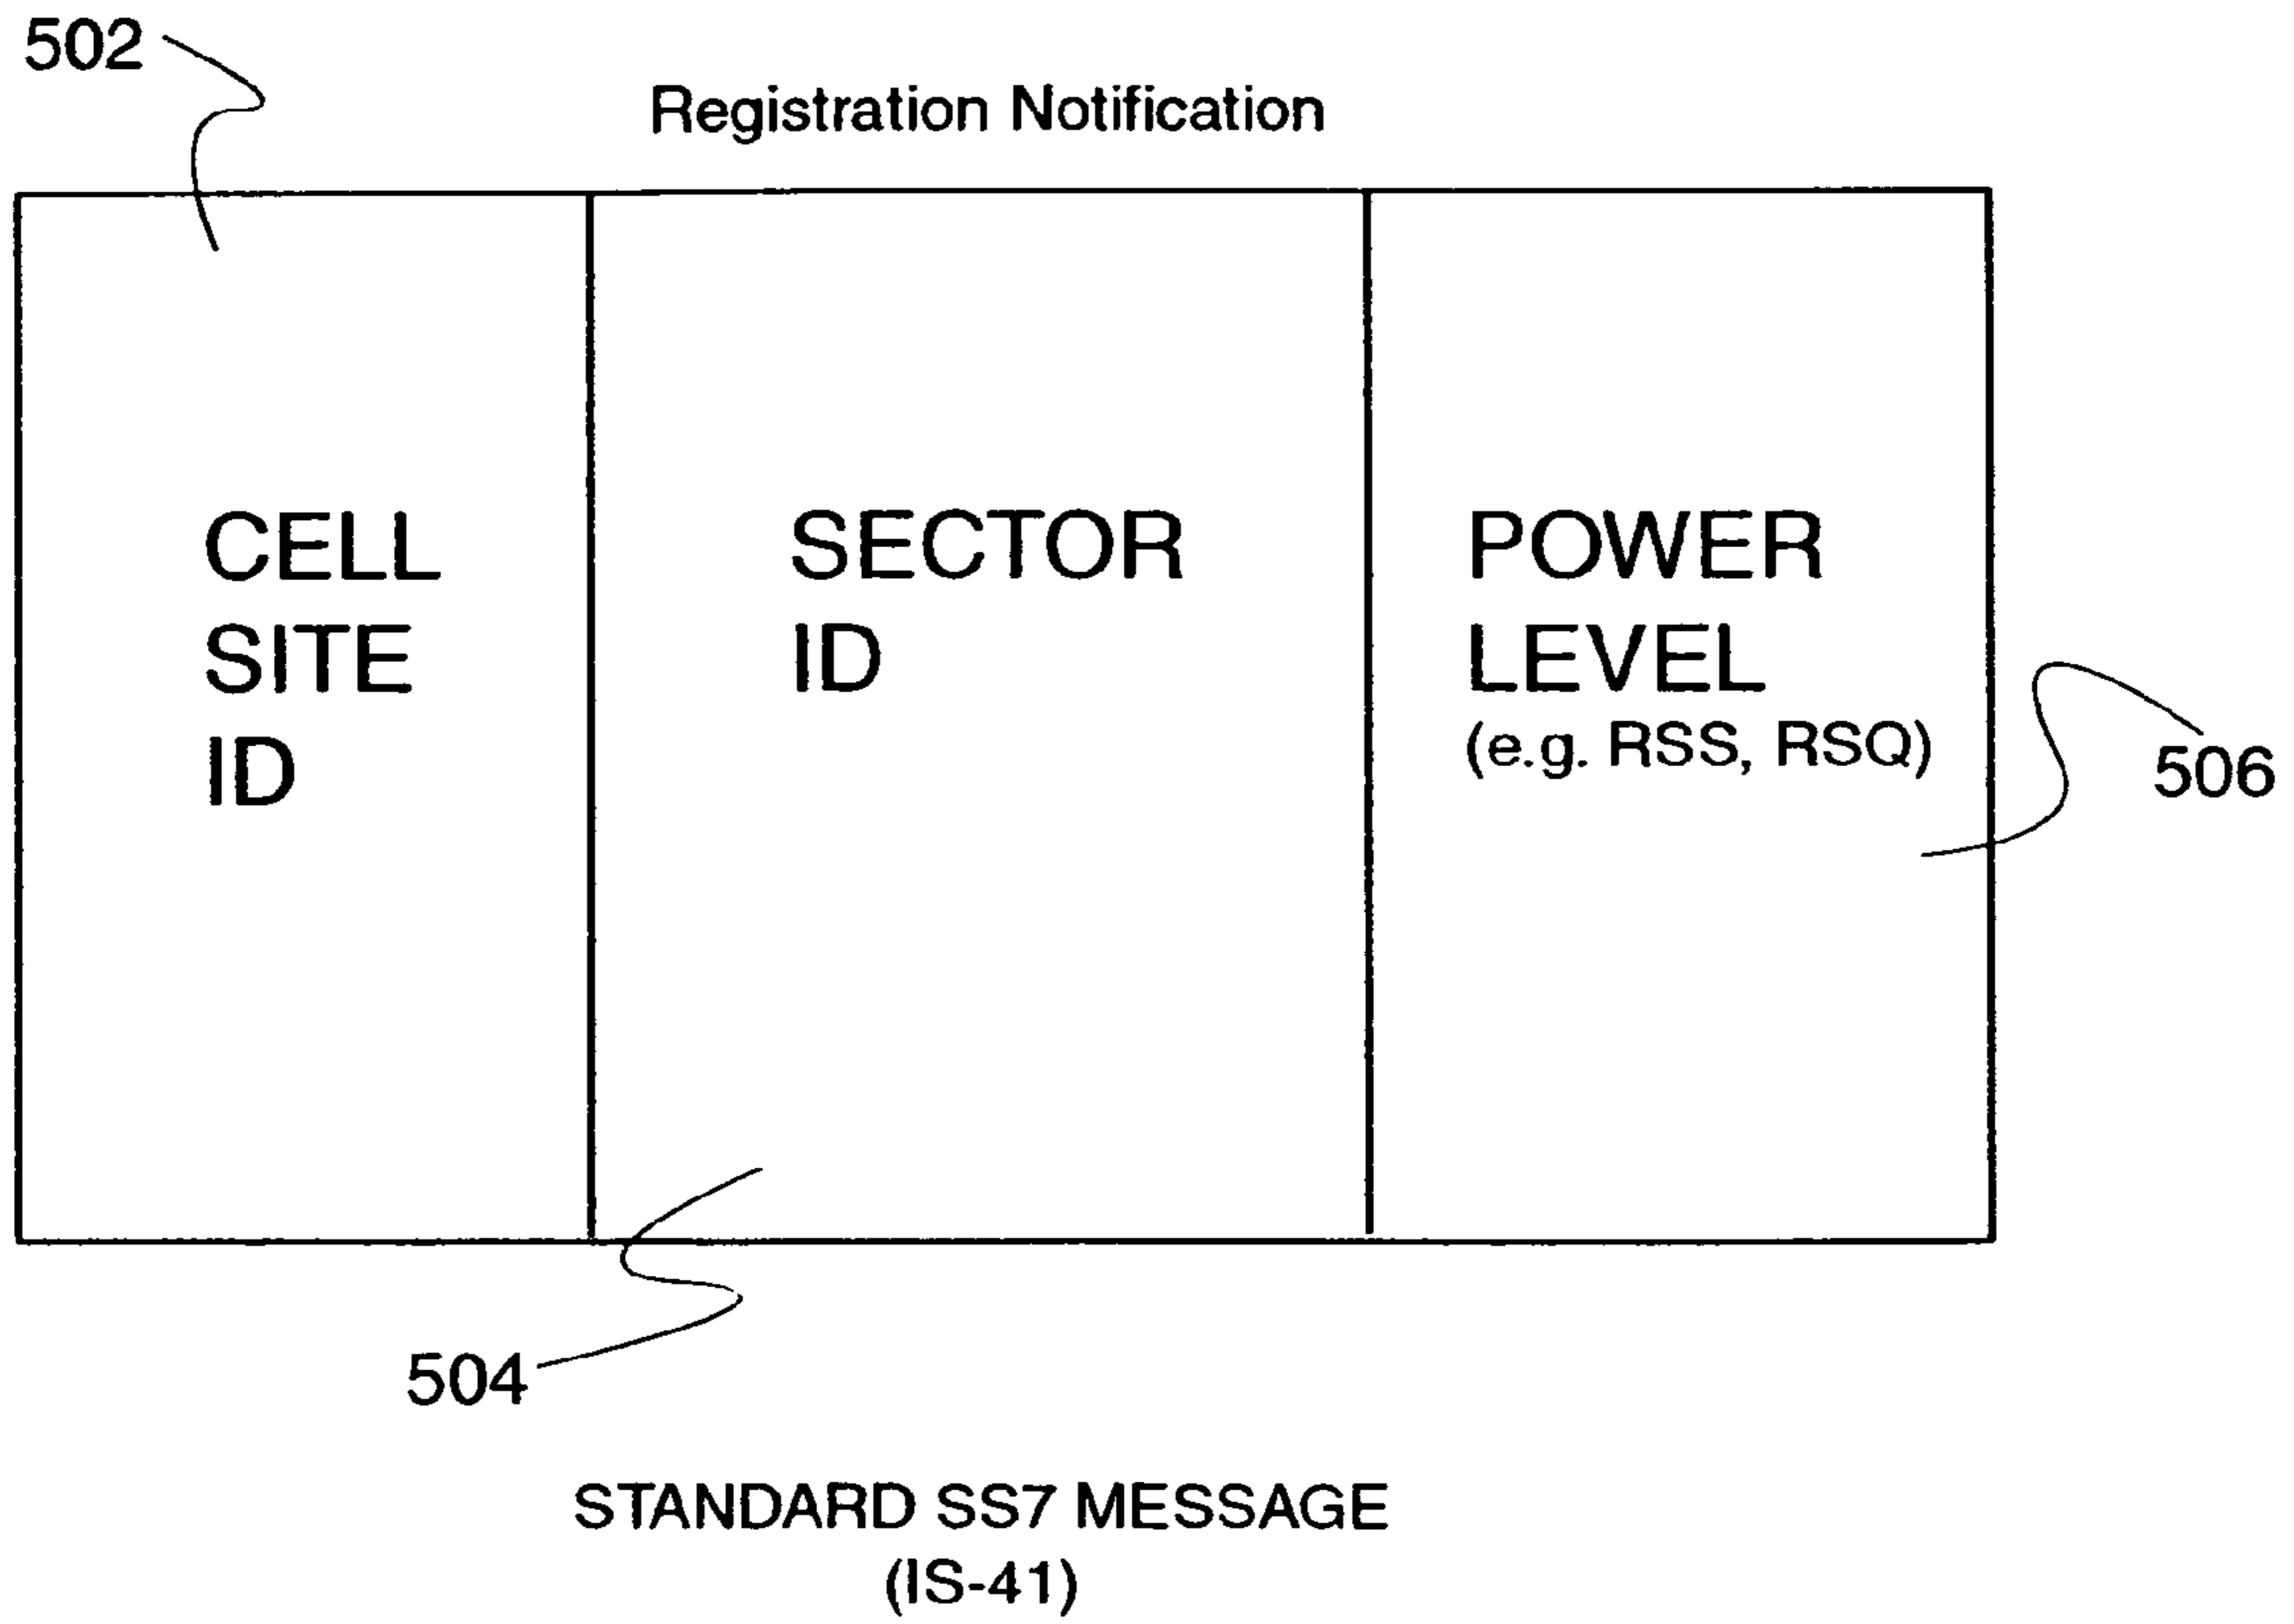 502
Registration Notification
CELL
SITE
ID
SECTOR
ID
POWER
LEVEL
(e.g. RSS, RSQ)
506
504
STANDARD SS7 MESSAGE
(IS-41)